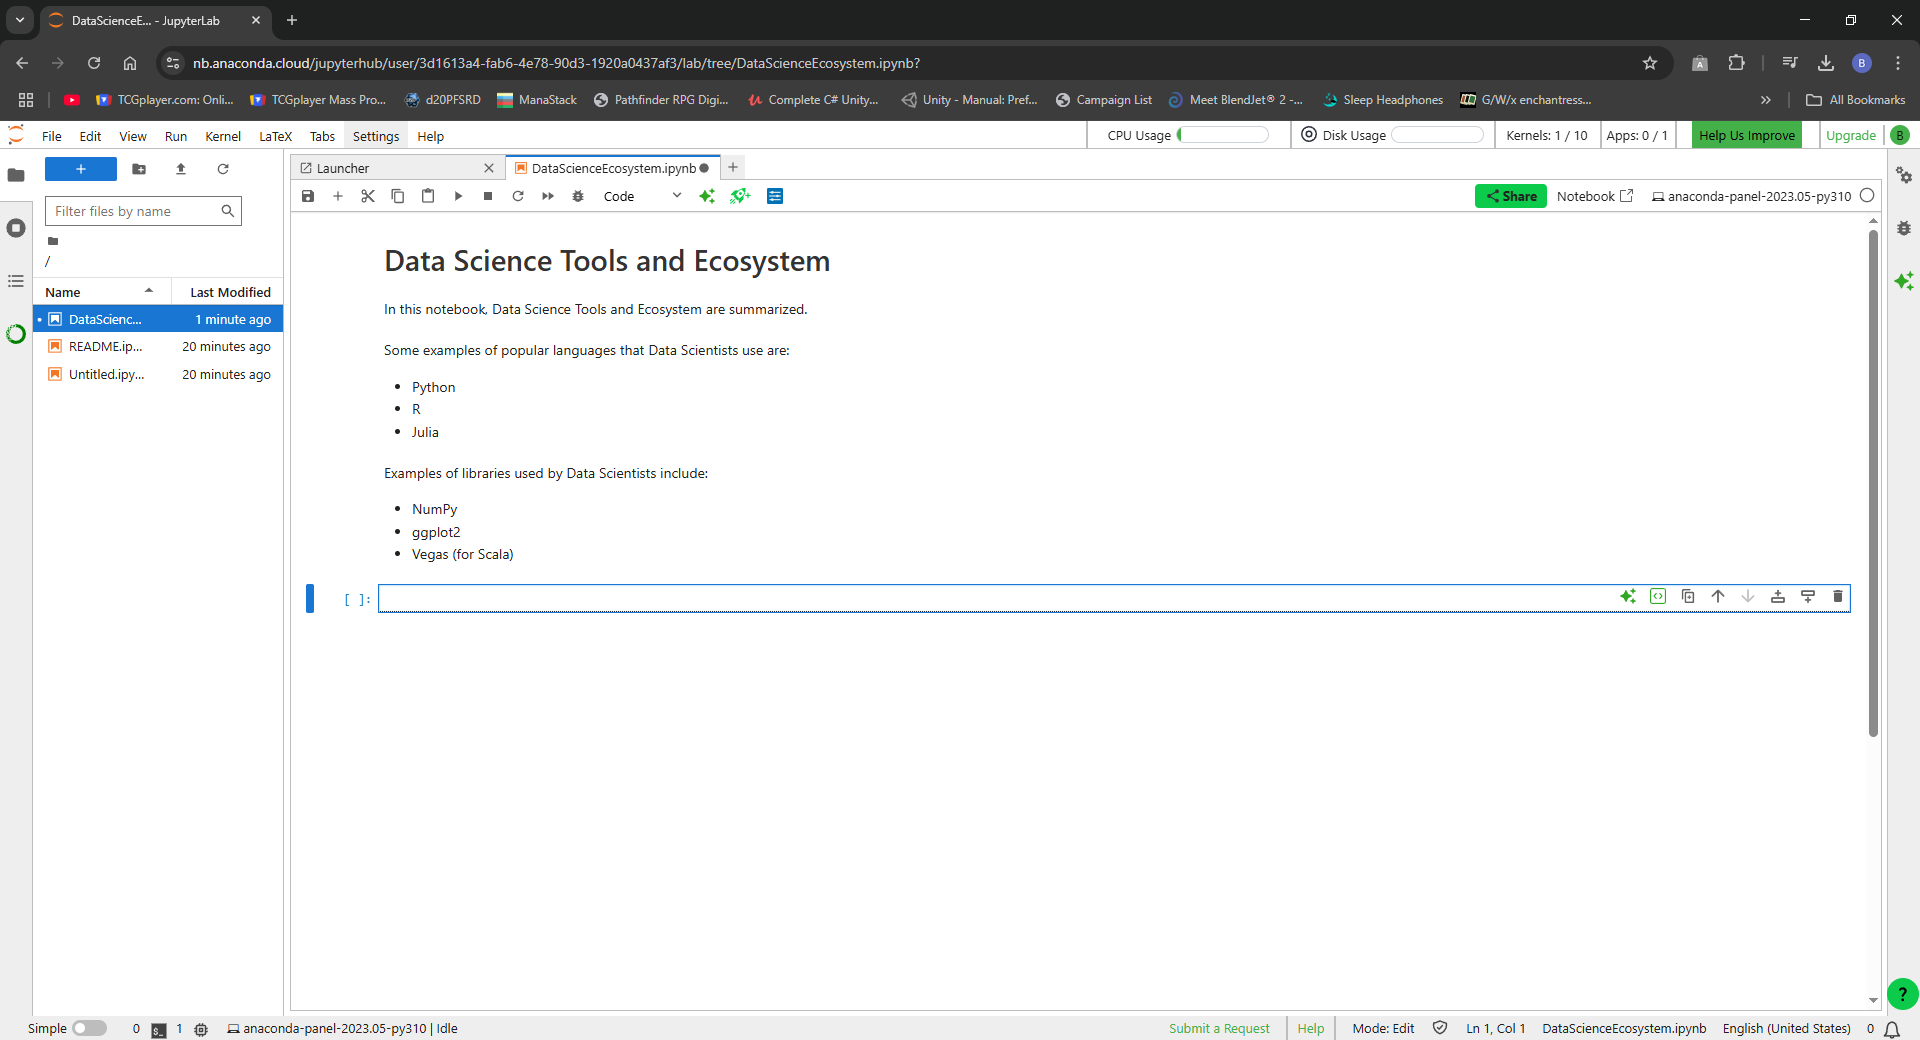 DataScienceE... - JupyterLab
nb.anaconda.cloud/jupyterhub/user/3d1613a4-fab6-4e78-90d3-1920a0437af3/lab/tree/DataScienceEcosystem.ipynb?
B
TCGplayer.com: Onli... TCGplayer Mass Pro... d20PFSRD ManaStack Pathfinder RPG Digi... Complete C# Unity... Unity - Manual: Pref... Campaign List Meet BlendJet® 2 -... Sleep Headphones G/W/x enchantress... All Bookmarks
File Edit View Run Kernel LaTeX Tabs Settings Help CPU Usage Disk Usage Kernels: 1 / 10 Apps: 0 / 1 Help Us Improve Upgrade B
Launcher DataScienceEcosystem.ipynb
Code Share Notebook anaconda-panel-2023.05-py310
Filter files by name
/
Name Last Modified
DataScienc... 1 minute ago
README.ip... 20 minutes ago
Untitled.ipy... 20 minutes ago
Data Science Tools and Ecosystem
In this notebook, Data Science Tools and Ecosystem are summarized.
Some examples of popular languages that Data Scientists use are:
• Python
• R
• Julia
Examples of libraries used by Data Scientists include:
• NumPy
• ggplot2
• Vegas (for Scala)
[ ]:
?
Simple 0 $_ 1 anaconda-panel-2023.05-py310 | Idle Submit a Request Help Mode: Edit Ln 1, Col 1 DataScienceEcosystem.ipynb English (United States) 0